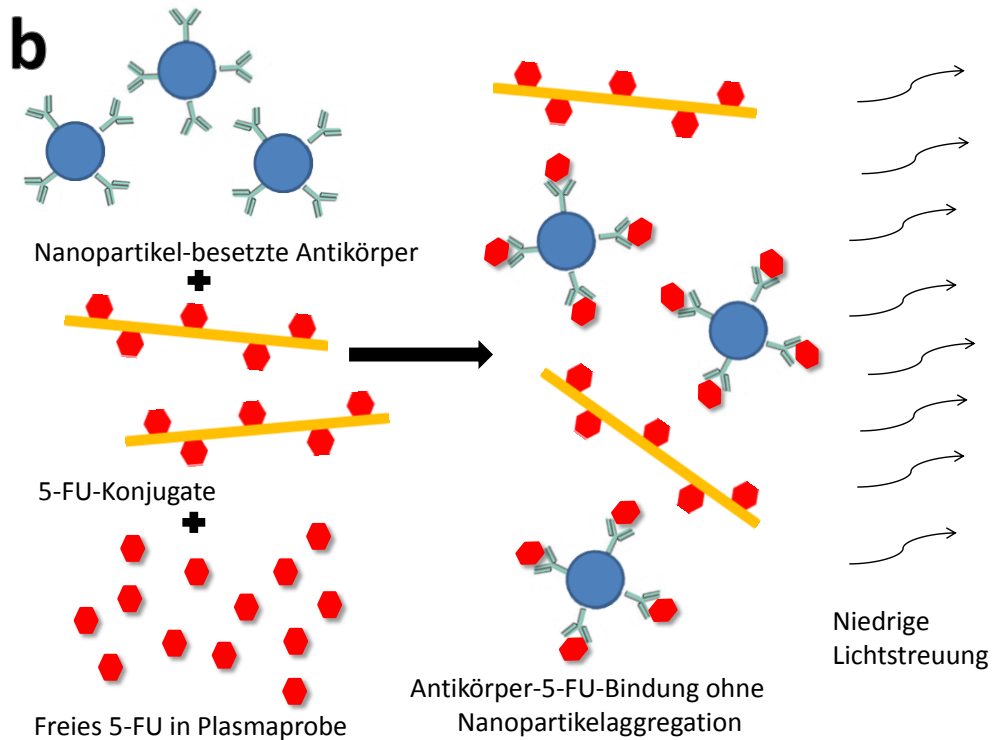 b
Nanopartikel-besetzte Antikörper
5-FU-Konjugate
Freies 5-FU in Plasmaprobe
Antikörper-5-FU-Bindung ohne
Nanopartikelaggregation
Niedrige
Lichtstreuung